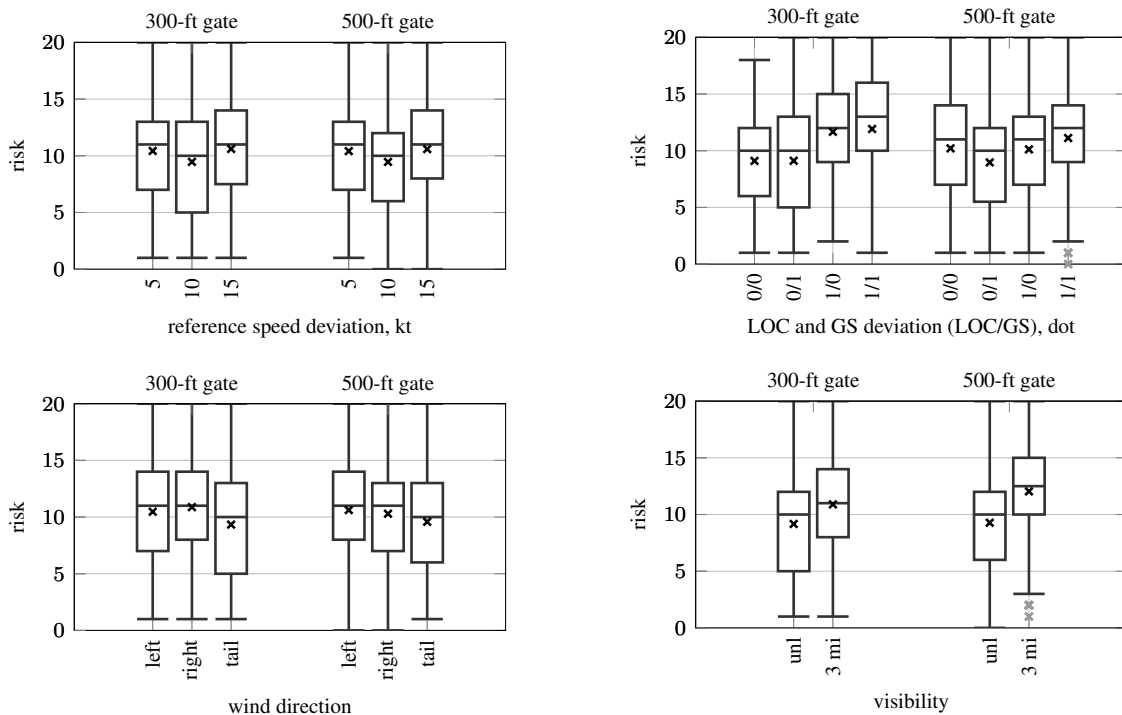 300-ft gate 500-ft gate
20
15
10
5
0
risk
5 10 15 5 10 15
reference speed deviation, kt
300-ft gate 500-ft gate
20
15
10
5
0
risk
0/0 0/1 1/0 1/1 0/0 0/1 1/0 1/1
LOC and GS deviation (LOC/GS), dot
300-ft gate 500-ft gate
20
15
10
5
0
risk
left right tail left right tail
wind direction
300-ft gate 500-ft gate
20
15
10
5
0
risk
unl 3 mi unl 3 mi
visibility